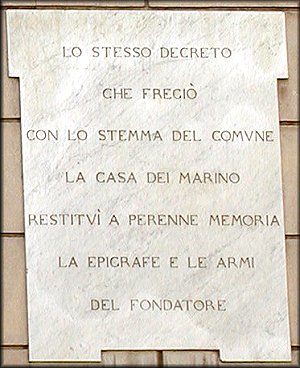 LO STESSO DECRETO
CHE FREGIÒ
CON LO STEMMA DEL COMVNE
LA CASA DEI MARINO
RESTITVÌ A PERENNE MEMORIA
LA EPIGRAFE E LE ARMI
DEL FONDATORE